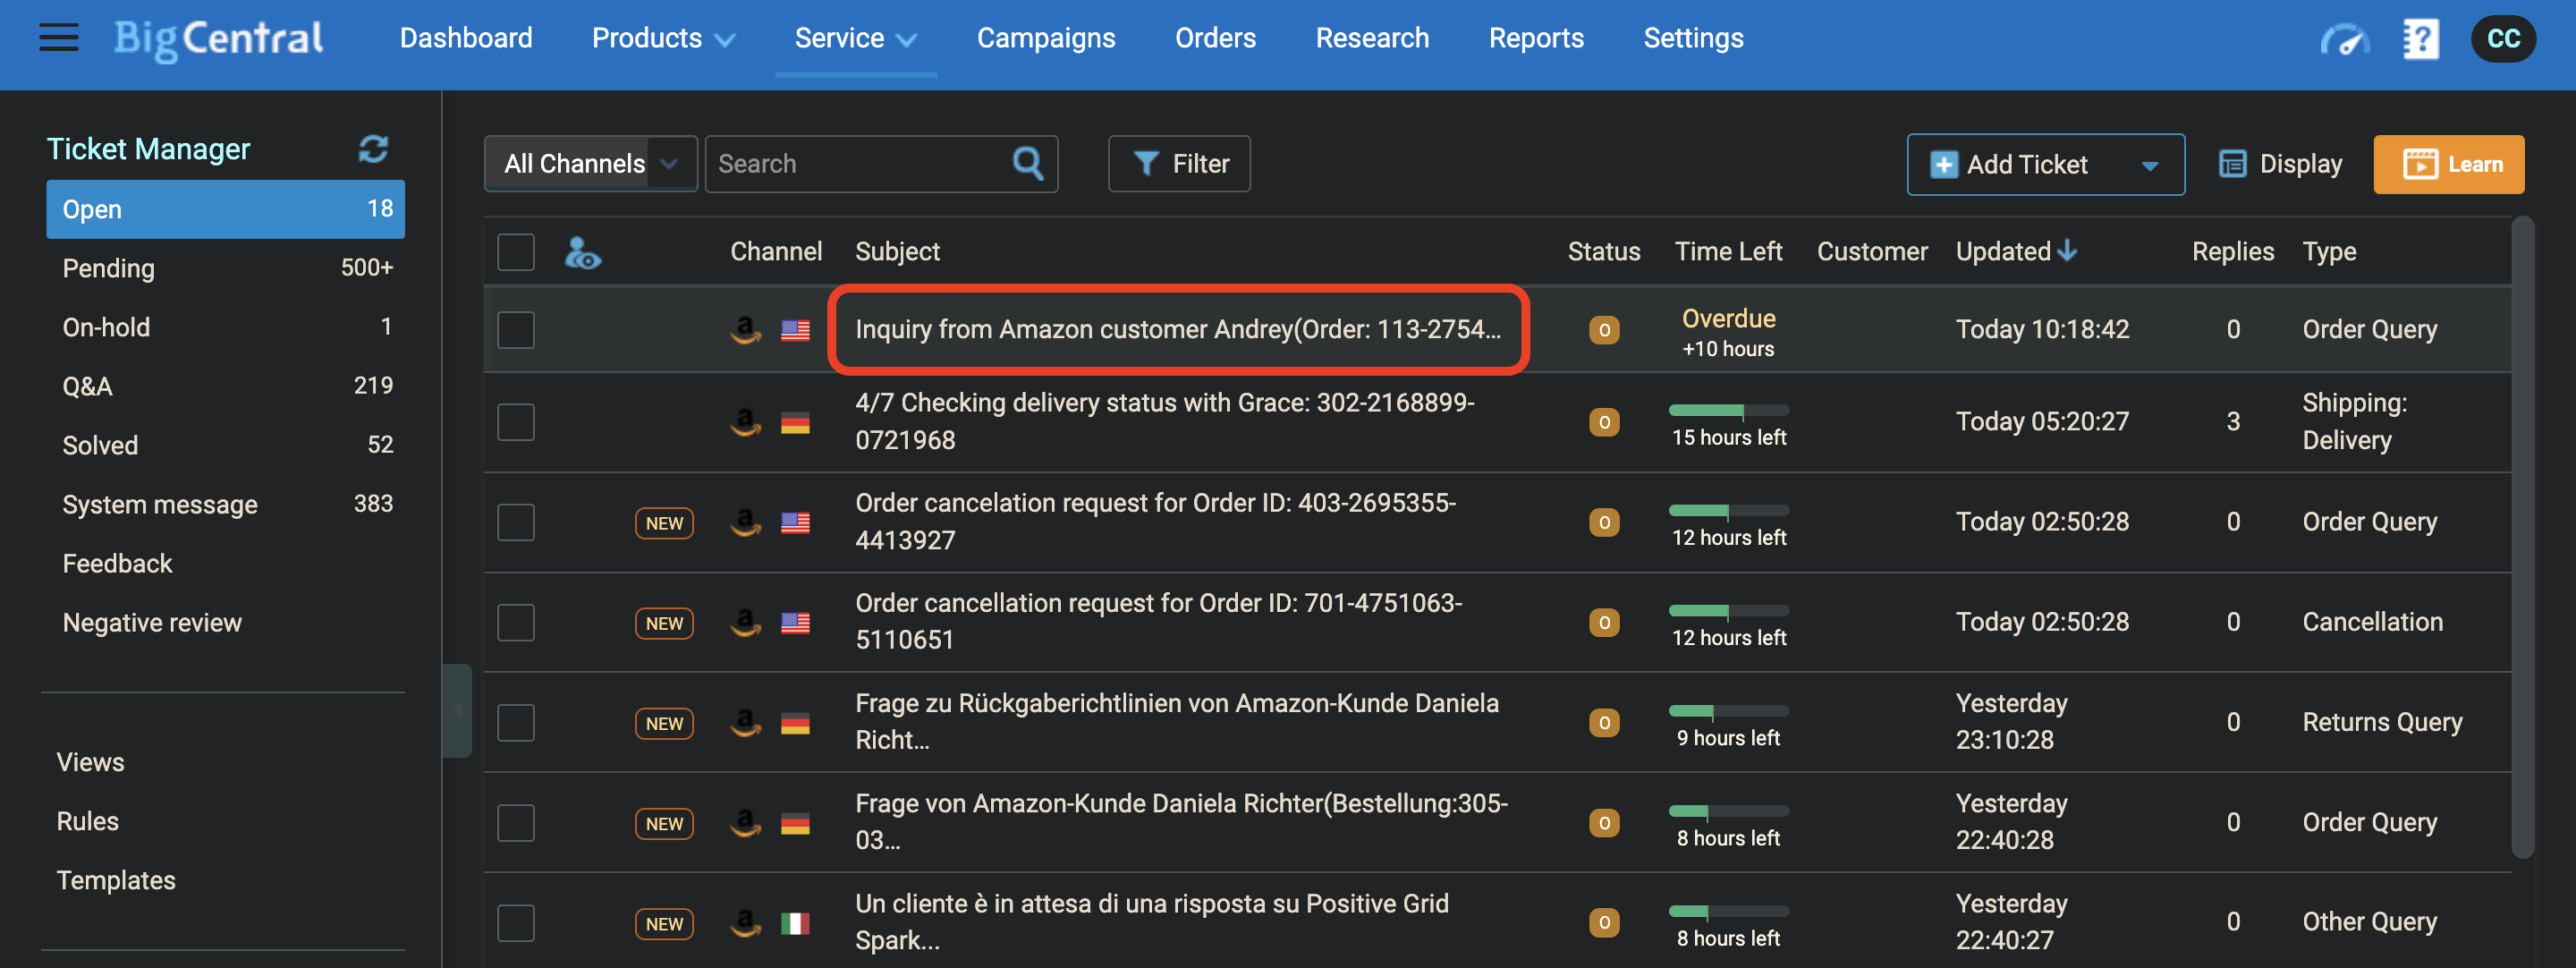 BigCentral Dashboard Products Service Campaigns Orders Research Reports Settings ? CC
Ticket Manager
Open 18
Pending 500+
On-hold 1
Q&A 219
Solved 52
System message 383
Feedback
Negative review
Views
Rules
Templates
All Channels Search Filter Add Ticket Display Learn
Channel Subject Status Time Left Customer Updated Replies Type
a Inquiry from Amazon customer Andrey(Order: 113-2754... O Overdue
+10 hours Today 10:18:42 0 Order Query
a 4/7 Checking delivery status with Grace: 302-2168899-
0721968 O 15 hours left Today 05:20:27 3 Shipping:
Delivery
NEW a Order cancelation request for Order ID: 403-2695355-
4413927 O 12 hours left Today 02:50:28 0 Order Query
NEW a Order cancellation request for Order ID: 701-4751063-
5110651 O 12 hours left Today 02:50:28 0 Cancellation
NEW a Frage zu Rückgaberichtlinien von Amazon-Kunde Daniela
Richt... O 9 hours left Yesterday
23:10:28 0 Returns Query
NEW a Frage von Amazon-Kunde Daniela Richter(Bestellung:305-
03... O 8 hours left Yesterday
22:40:28 0 Order Query
NEW a Un cliente è in attesa di una risposta su Positive Grid
Spark... O 8 hours left Yesterday
22:40:27 0 Other Query